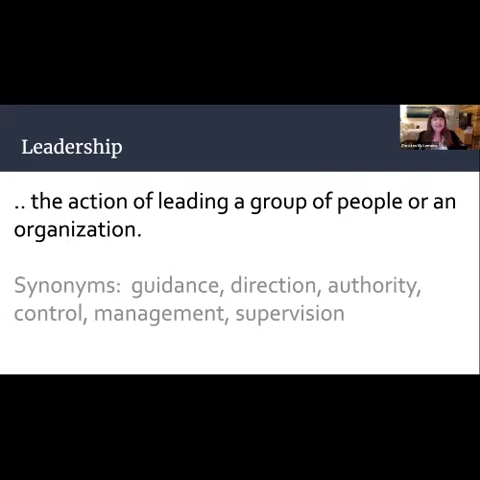 Leadership
.. the action of leading a group of people or an
organization.
Synonyms: guidance, direction, authority,
control, management, supervision